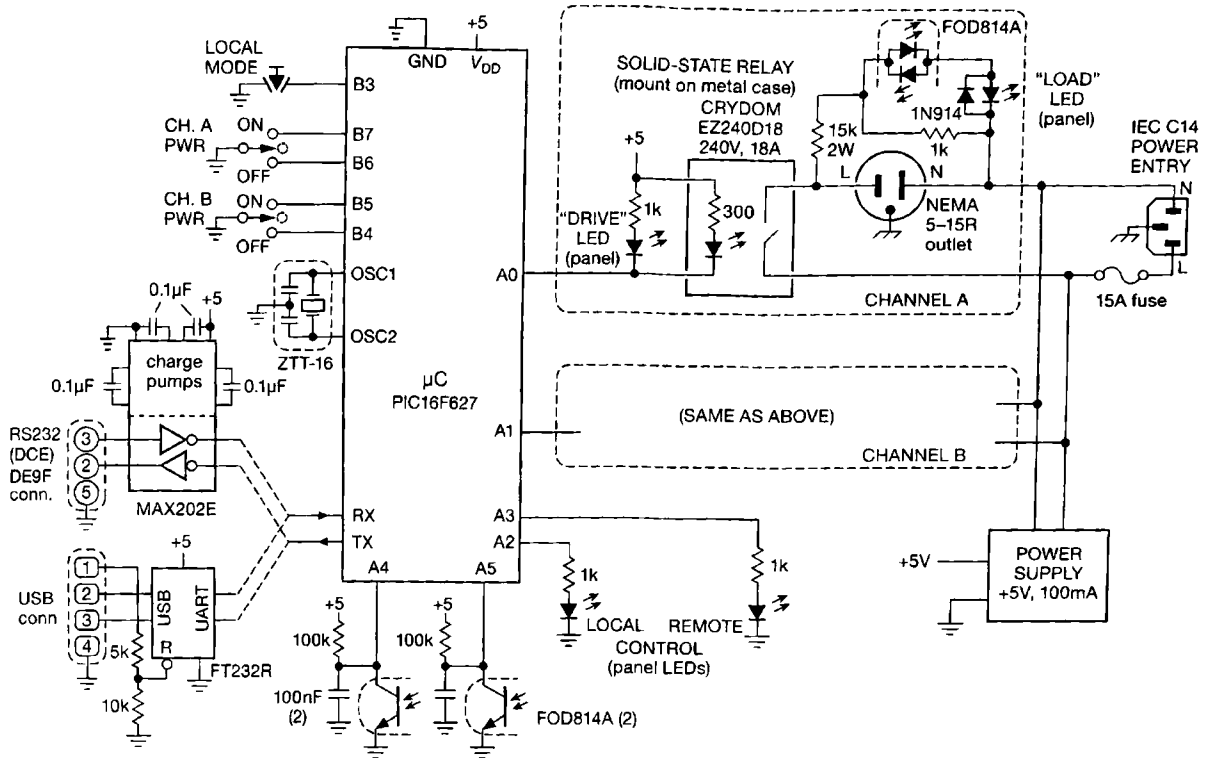 LOCAL
MODE
GND
+5
VDD
B3
CH. A
PWR
ON
OFF
B7
B6
CH. B
PWR
ON
OFF
B5
B4
OSC1
OSC2
ZTT-16
µC
PIC16F627
A0
A1
A3
A2
RX
TX
A4
A5
0.1µF
+5
charge
pumps
0.1µF
0.1µF
RS232
(DCE)
DE9F
conn.
3
2
5
MAX202E
USB
conn
1
2
3
4
+5
USB
UART
R
5k
10k
FT232R
+5
100k
100nF
(2)
+5
100k
FOD814A (2)
1k
LOCAL
REMOTE
CONTROL
(panel LEDs)
1k
SOLID-STATE RELAY
(mount on metal case)
CRYDOM
EZ240D18
240V, 18A
+5
1k
"DRIVE"
LED
(panel)
300
FOD814A
"LOAD"
LED
(panel)
1N914
15k
2W
1k
L
N
NEMA
5–15R
outlet
CHANNEL A
IEC C14
POWER
ENTRY
N
L
15A fuse
(SAME AS ABOVE)
CHANNEL B
+5V
POWER
SUPPLY
+5V, 100mA